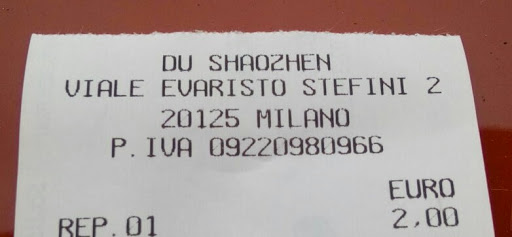 DU SHAOZHEN
VIALE EVARISTO STEFINI 2
20125 MILANO
P.IVA 09220980966
EURO
REP.01 2,00